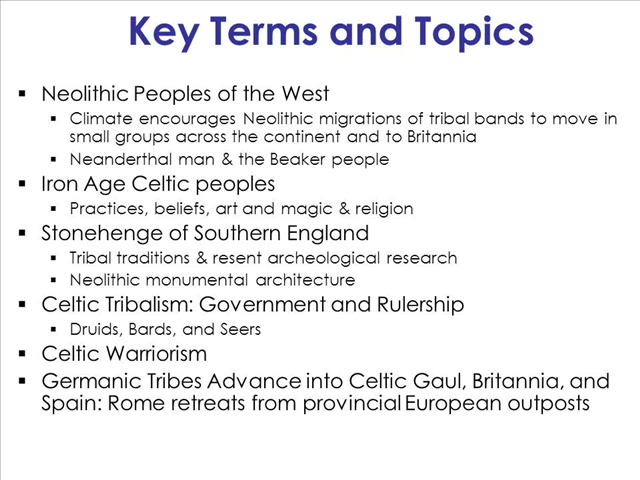 Key Terms and Topics
▪ Neolithic Peoples of the West
▪ Climate encourages Neolithic migrations of tribal bands to move in
small groups across the continent and to Britannia
▪ Neanderthal man & the Beaker people
▪ Iron Age Celtic peoples
▪ Practices, beliefs, art and magic & religion
▪ Stonehenge of Southern England
▪ Tribal traditions & resent archeological research
▪ Neolithic monumental architecture
▪ Celtic Tribalism: Government and Rulership
▪ Druids, Bards, and Seers
▪ Celtic Warriorism
▪ Germanic Tribes Advance into Celtic Gaul, Britannia, and
Spain: Rome retreats from provincial European outposts